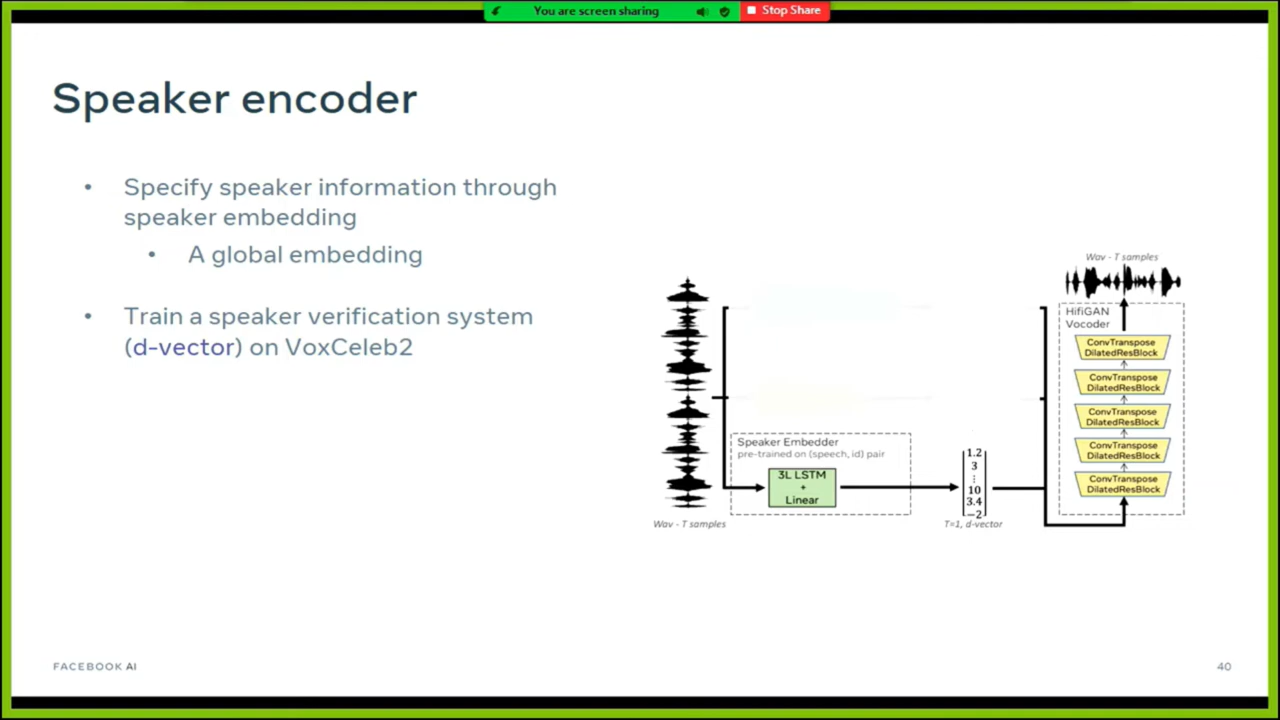 You are screen sharing
Stop Share
Speaker encoder
• Specify speaker information through
speaker embedding
• A global embedding
• Train a speaker verification system
(d-vector) on VoxCeleb2
Wav - T samples
Speaker Embedder
pre-trained on (speech, id) pair
3L LSTM
+
Linear
1.2
3
⋮
10
3.4
−2
T=1, d-vector
Wav - T samples
HifiGAN
Vocoder
ConvTranspose
DilatedResBlock
ConvTranspose
DilatedResBlock
ConvTranspose
DilatedResBlock
ConvTranspose
DilatedResBlock
ConvTranspose
DilatedResBlock
FACEBOOK AI
40